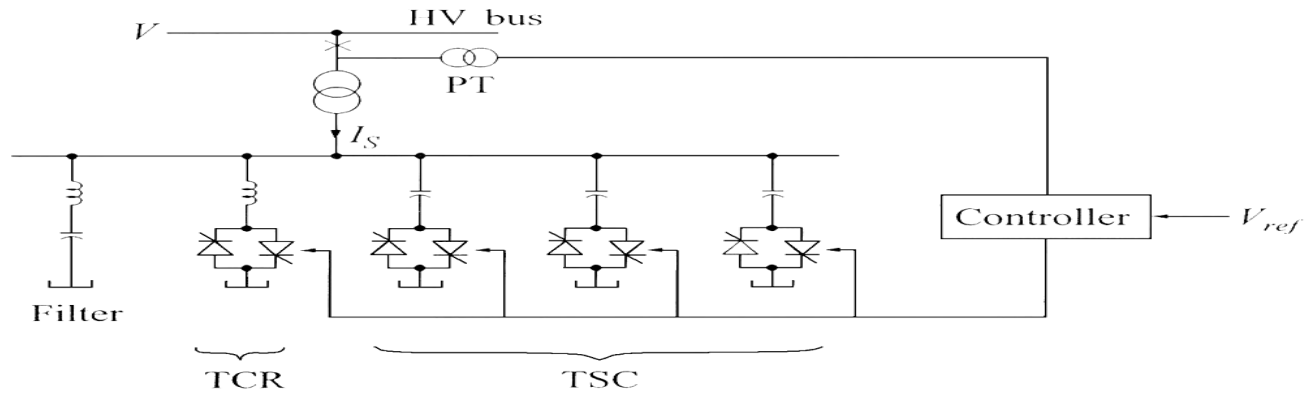 HV bus
V
PT
I_S
Controller
V_ref
Filter
TCR
TSC